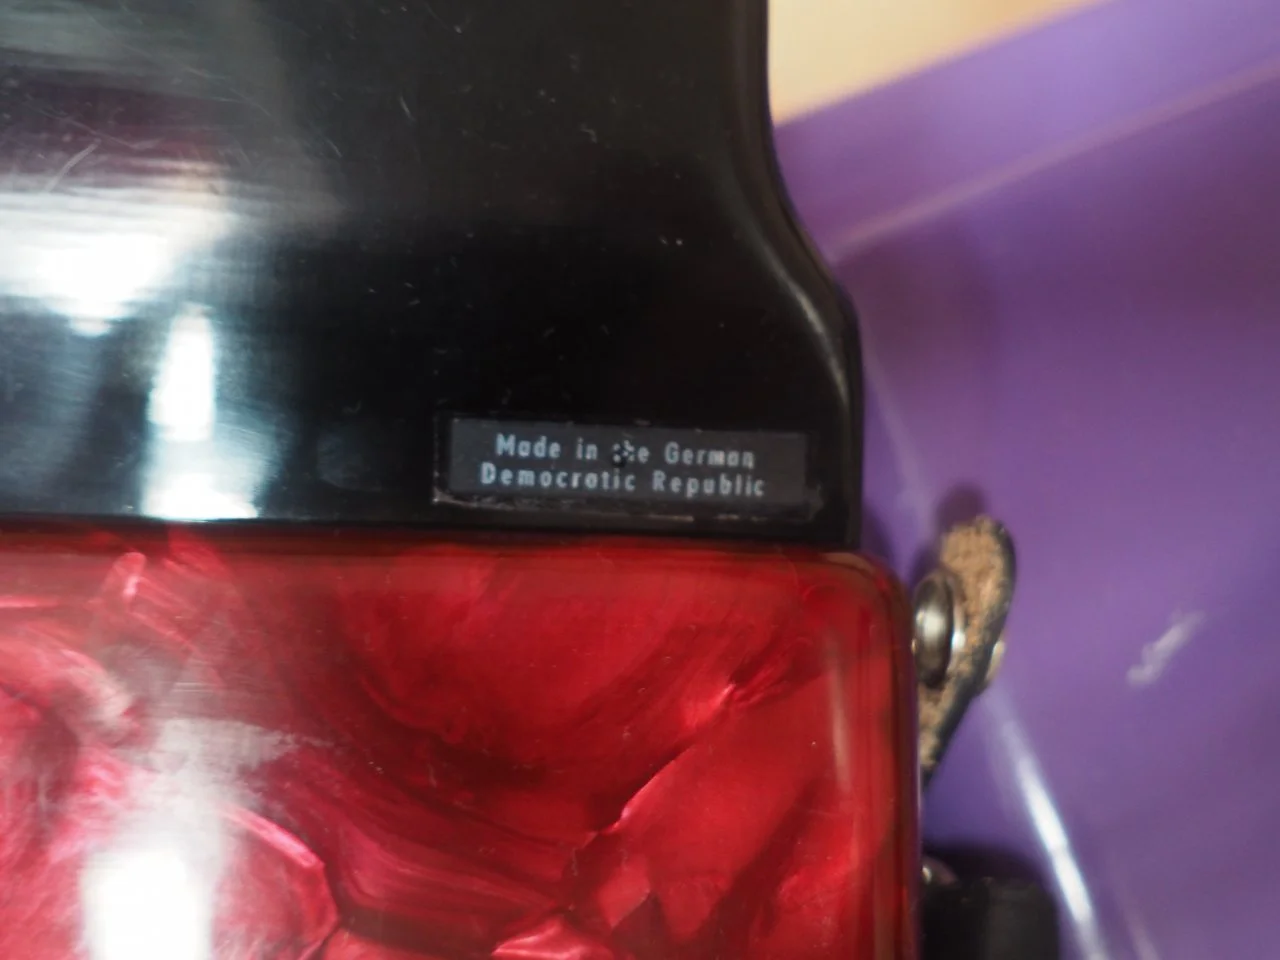 Made in the German
Democratic Republic